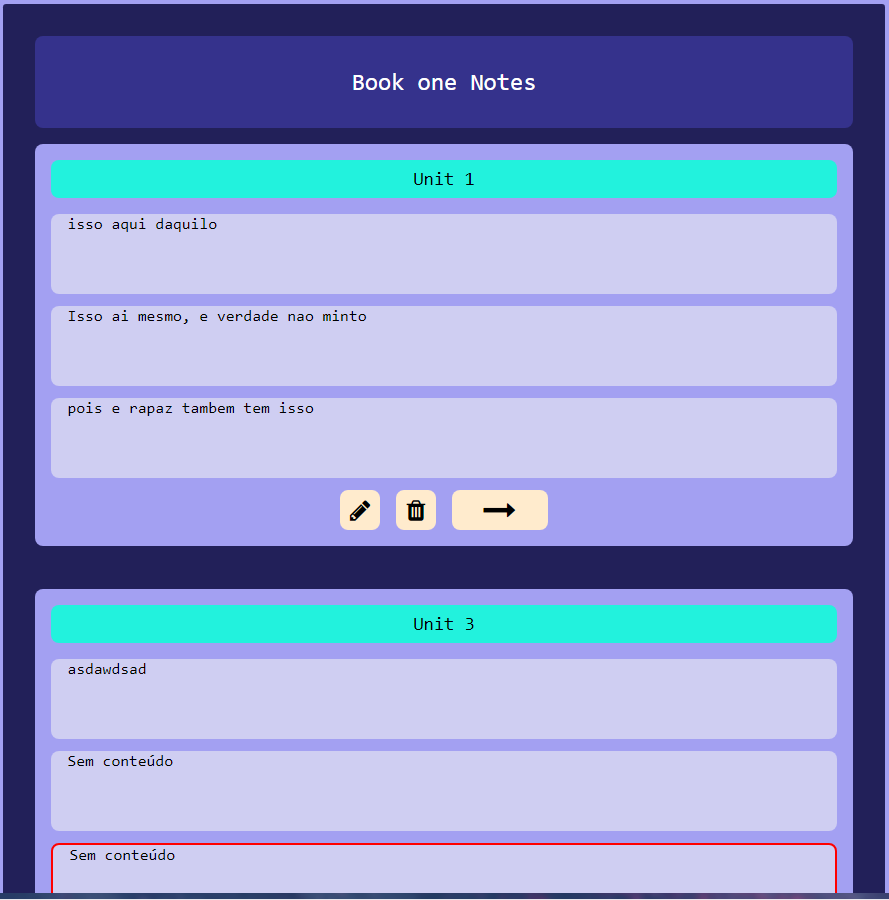 Book one Notes
Unit 1
isso aqui daquilo
Isso ai mesmo, e verdade nao minto
pois e rapaz tambem tem isso
Unit 3
asdawdsad
Sem conteúdo
Sem conteúdo